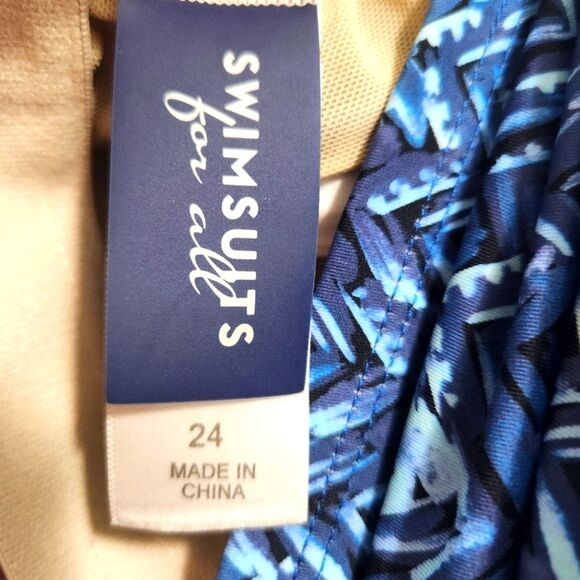 SWIMSUITS
for all
24
MADE IN
CHINA